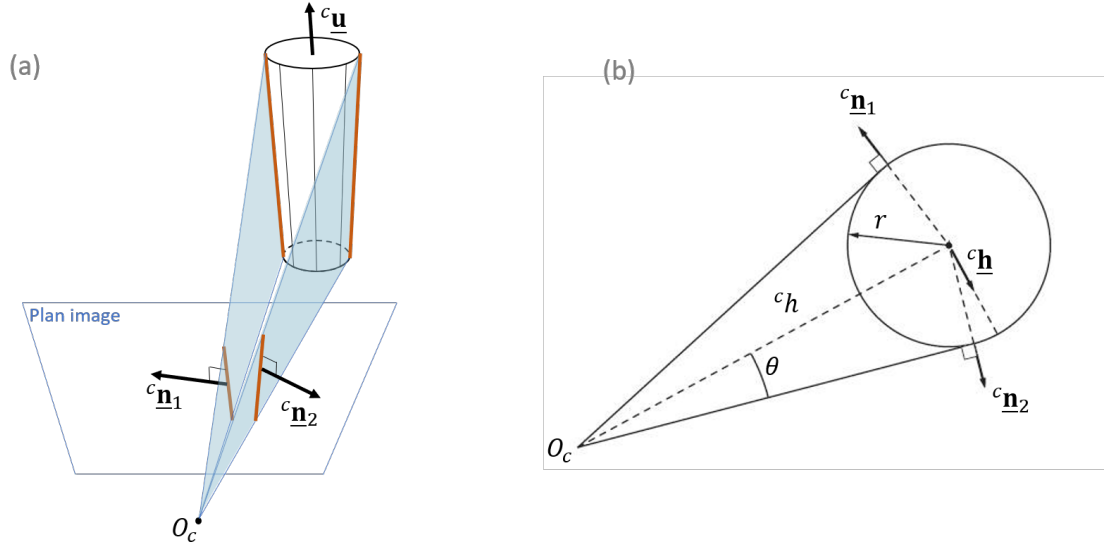 (a)
ᶜu
Plan image
ᶜn₁
ᶜn₂
O_c
(b)
ᶜn₁
r
ᶜh
ᶜh
θ
O_c
ᶜn₂